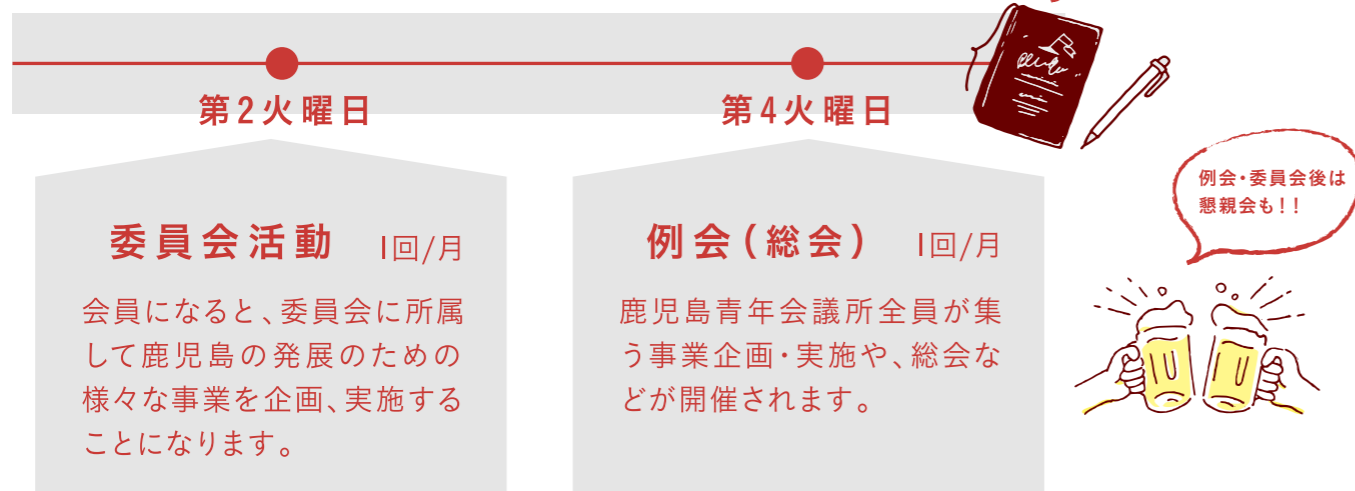 第2火曜日
第4火曜日
委員会活動 1回/月
会員になると、委員会に所属
して鹿児島の発展のための
様々な事業を企画、実施する
ことになります。
例会(総会) 1回/月
鹿児島青年会議所全員が集
う事業企画・実施や、総会な
どが開催されます。
例会・委員会後は
懇親会も!!